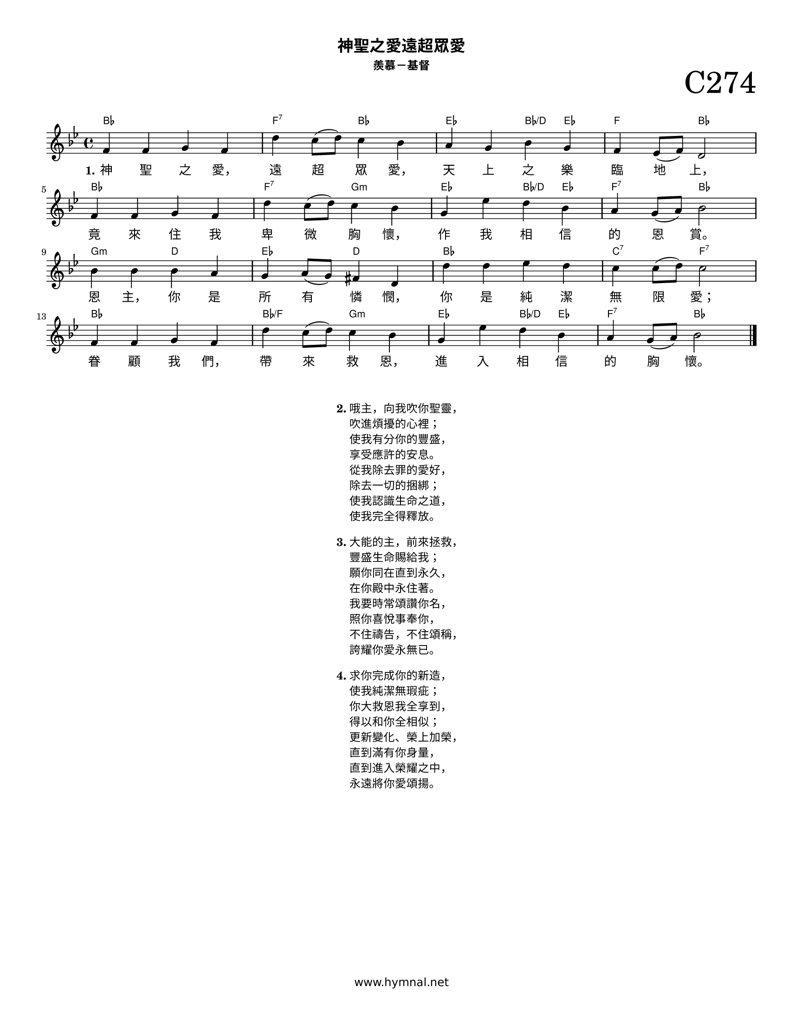 神聖之愛遠超眾愛
羨慕－基督
C274
B♭ F7 B♭ E♭ B♭/D E♭ F B♭
1. 神 聖 之 愛， 遠 超 眾 愛， 天 上 之 樂 臨 地 上，
5 B♭ F7 Gm E♭ B♭/D E♭ F7 B♭
竟 來 住 我 卑 微 胸 懷， 作 我 相 信 的 恩 賞。
9 Gm D E♭ D B♭ C7 F7
恩 主， 你 是 所 有 憐 憫， 你 是 純 潔 無 限 愛；
13 B♭ B♭/F Gm E♭ B♭/D E♭ F7 B♭
眷 顧 我 們， 帶 來 救 恩， 進 入 相 信 的 胸 懷。
2. 哦主，向我吹你聖靈，
吹進煩擾的心裡；
使我有分你的豐盛，
享受應許的安息。
從我除去罪的愛好，
除去一切的捆綁；
使我認識生命之道，
使我完全得釋放。
3. 大能的主，前來拯救，
豐盛生命賜給我；
願你同在直到永久，
在你殿中永住著。
我要時常頌讚你名，
照你喜悅事奉你，
不住禱告，不住頌稱，
誇耀你愛永無已。
4. 求你完成你的新造，
使我純潔無瑕疵；
你大救恩我全享到，
得以和你全相似；
更新變化、榮上加榮，
直到滿有你身量，
直到進入榮耀之中，
永遠將你愛頌揚。
www.hymnal.net